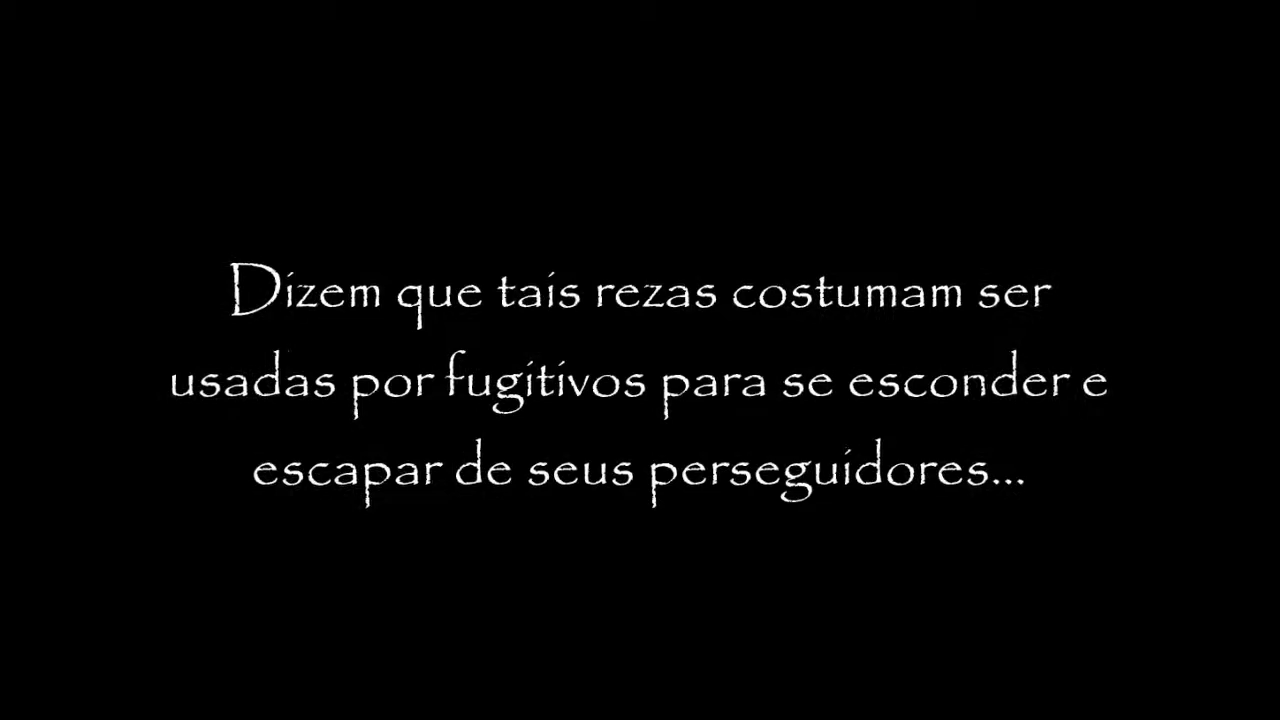 Dizem que tais rezas costumam ser
usadas por fugitivos para se esconder e
escapar de seus perseguidores...